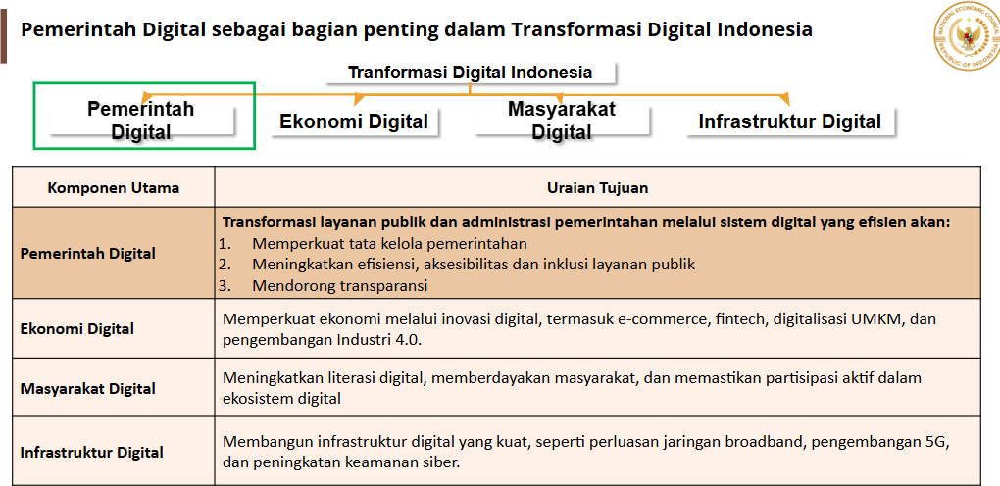 Pemerintah Digital sebagai bagian penting dalam Transformasi Digital Indonesia
NATIONAL ECONOMIC COUNCIL
REPUBLIC OF INDONESIA
Tranformasi Digital Indonesia
Pemerintah
Digital
Ekonomi Digital
Masyarakat
Digital
Infrastruktur Digital
Komponen Utama
Uraian Tujuan
Pemerintah Digital
Transformasi layanan publik dan administrasi pemerintahan melalui sistem digital yang efisien akan:
1. Memperkuat tata kelola pemerintahan
2. Meningkatkan efisiensi, aksesibilitas dan inklusi layanan publik
3. Mendorong transparansi
Ekonomi Digital
Memperkuat ekonomi melalui inovasi digital, termasuk e-commerce, fintech, digitalisasi UMKM, dan
pengembangan Industri 4.0.
Masyarakat Digital
Meningkatkan literasi digital, memberdayakan masyarakat, dan memastikan partisipasi aktif dalam
ekosistem digital
Infrastruktur Digital
Membangun infrastruktur digital yang kuat, seperti perluasan jaringan broadband, pengembangan 5G,
dan peningkatan keamanan siber.